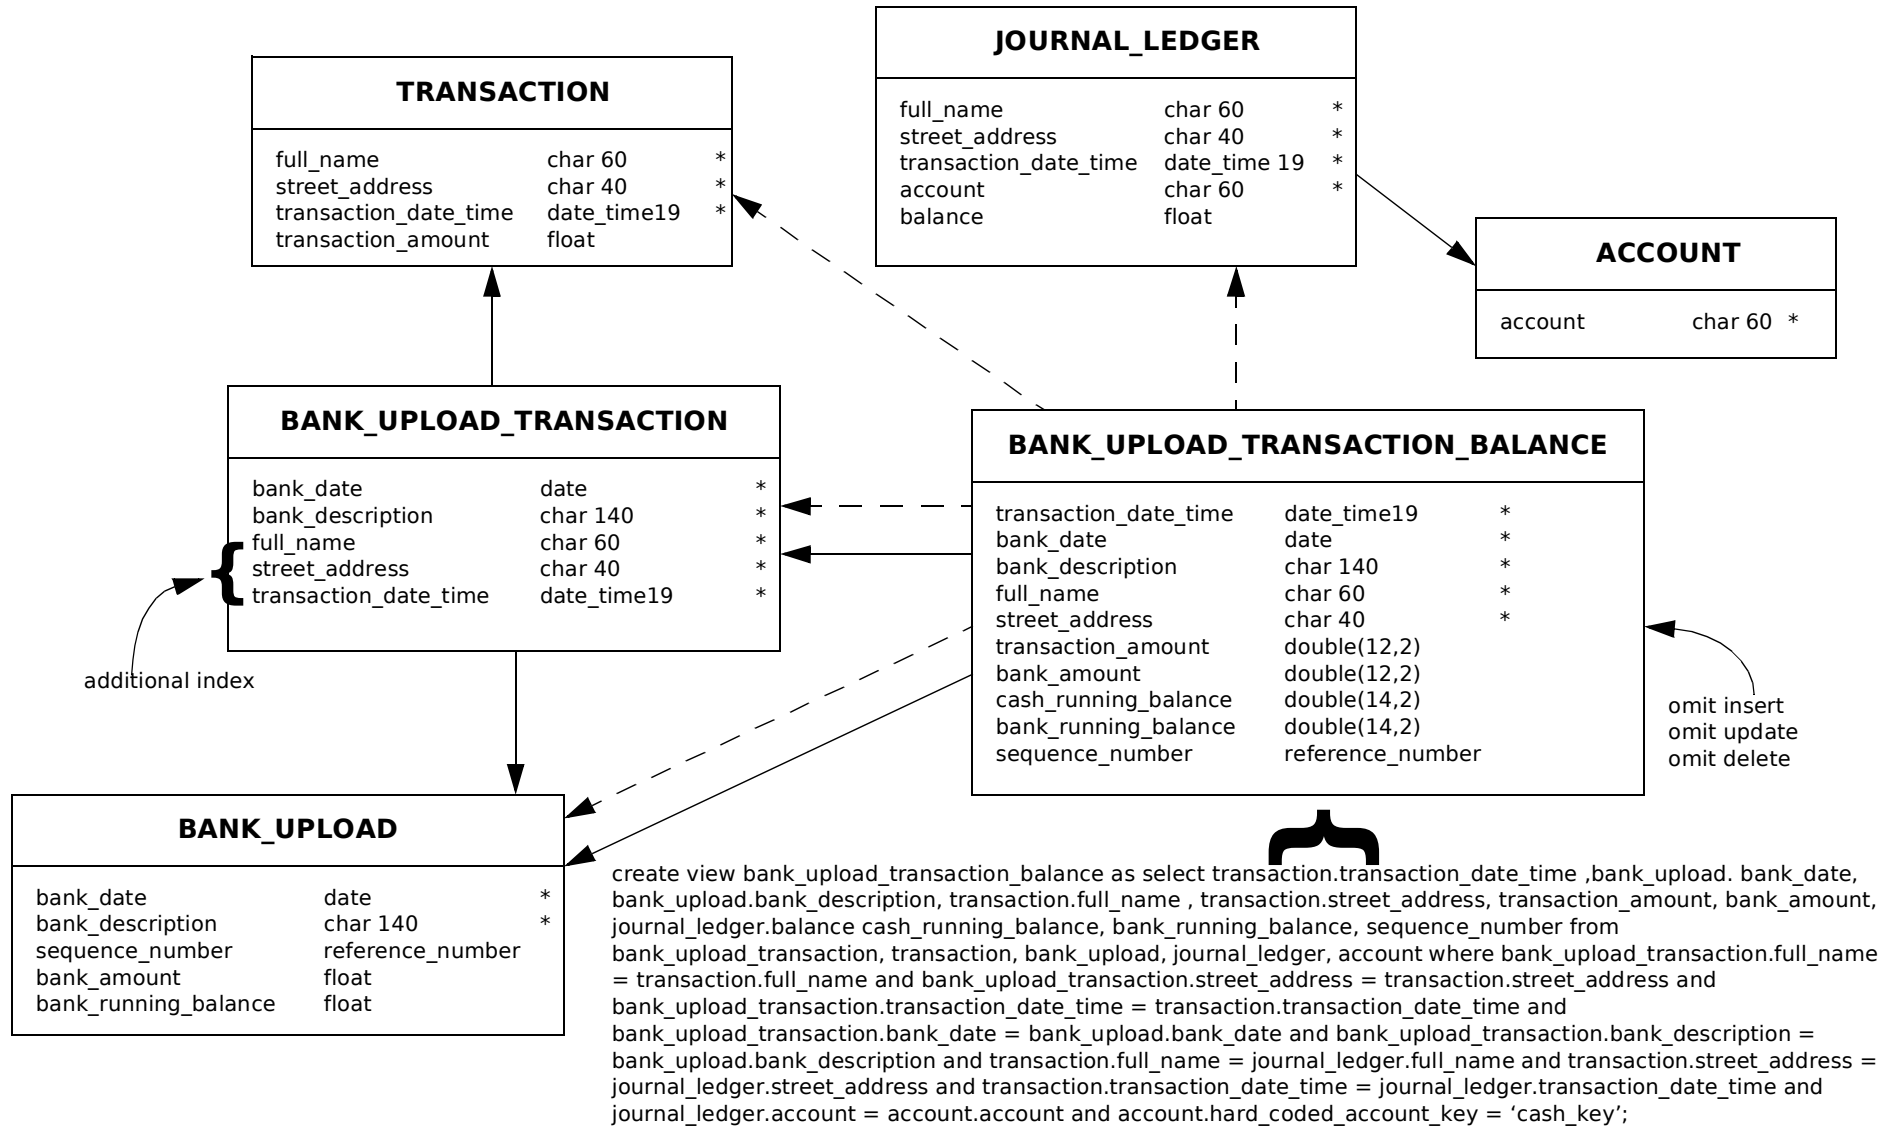 JOURNAL_LEDGER
full_name char 60 *
street_address char 40 *
transaction_date_time date_time 19 *
account char 60 *
balance float
TRANSACTION
full_name char 60 *
street_address char 40 *
transaction_date_time date_time19 *
transaction_amount float
ACCOUNT
account char 60 *
BANK_UPLOAD_TRANSACTION
bank_date date *
bank_description char 140 *
full_name char 60 *
street_address char 40 *
transaction_date_time date_time19 *
{
additional index
BANK_UPLOAD_TRANSACTION_BALANCE
transaction_date_time date_time19 *
bank_date date *
bank_description char 140 *
full_name char 60 *
street_address char 40 *
transaction_amount double(12,2)
bank_amount double(12,2)
cash_running_balance double(14,2)
bank_running_balance double(14,2)
sequence_number reference_number
omit insert
omit update
omit delete
BANK_UPLOAD
bank_date date *
bank_description char 140 *
sequence_number reference_number
bank_amount float
bank_running_balance float
{
create view bank_upload_transaction_balance as select transaction.transaction_date_time ,bank_upload. bank_date,
bank_upload.bank_description, transaction.full_name , transaction.street_address, transaction_amount, bank_amount,
journal_ledger.balance cash_running_balance, bank_running_balance, sequence_number from
bank_upload_transaction, transaction, bank_upload, journal_ledger, account where bank_upload_transaction.full_name
= transaction.full_name and bank_upload_transaction.street_address = transaction.street_address and
bank_upload_transaction.transaction_date_time = transaction.transaction_date_time and
bank_upload_transaction.bank_date = bank_upload.bank_date and bank_upload_transaction.bank_description =
bank_upload.bank_description and transaction.full_name = journal_ledger.full_name and transaction.street_address =
journal_ledger.street_address and transaction.transaction_date_time = journal_ledger.transaction_date_time and
journal_ledger.account = account.account and account.hard_coded_account_key = ‘cash_key’;